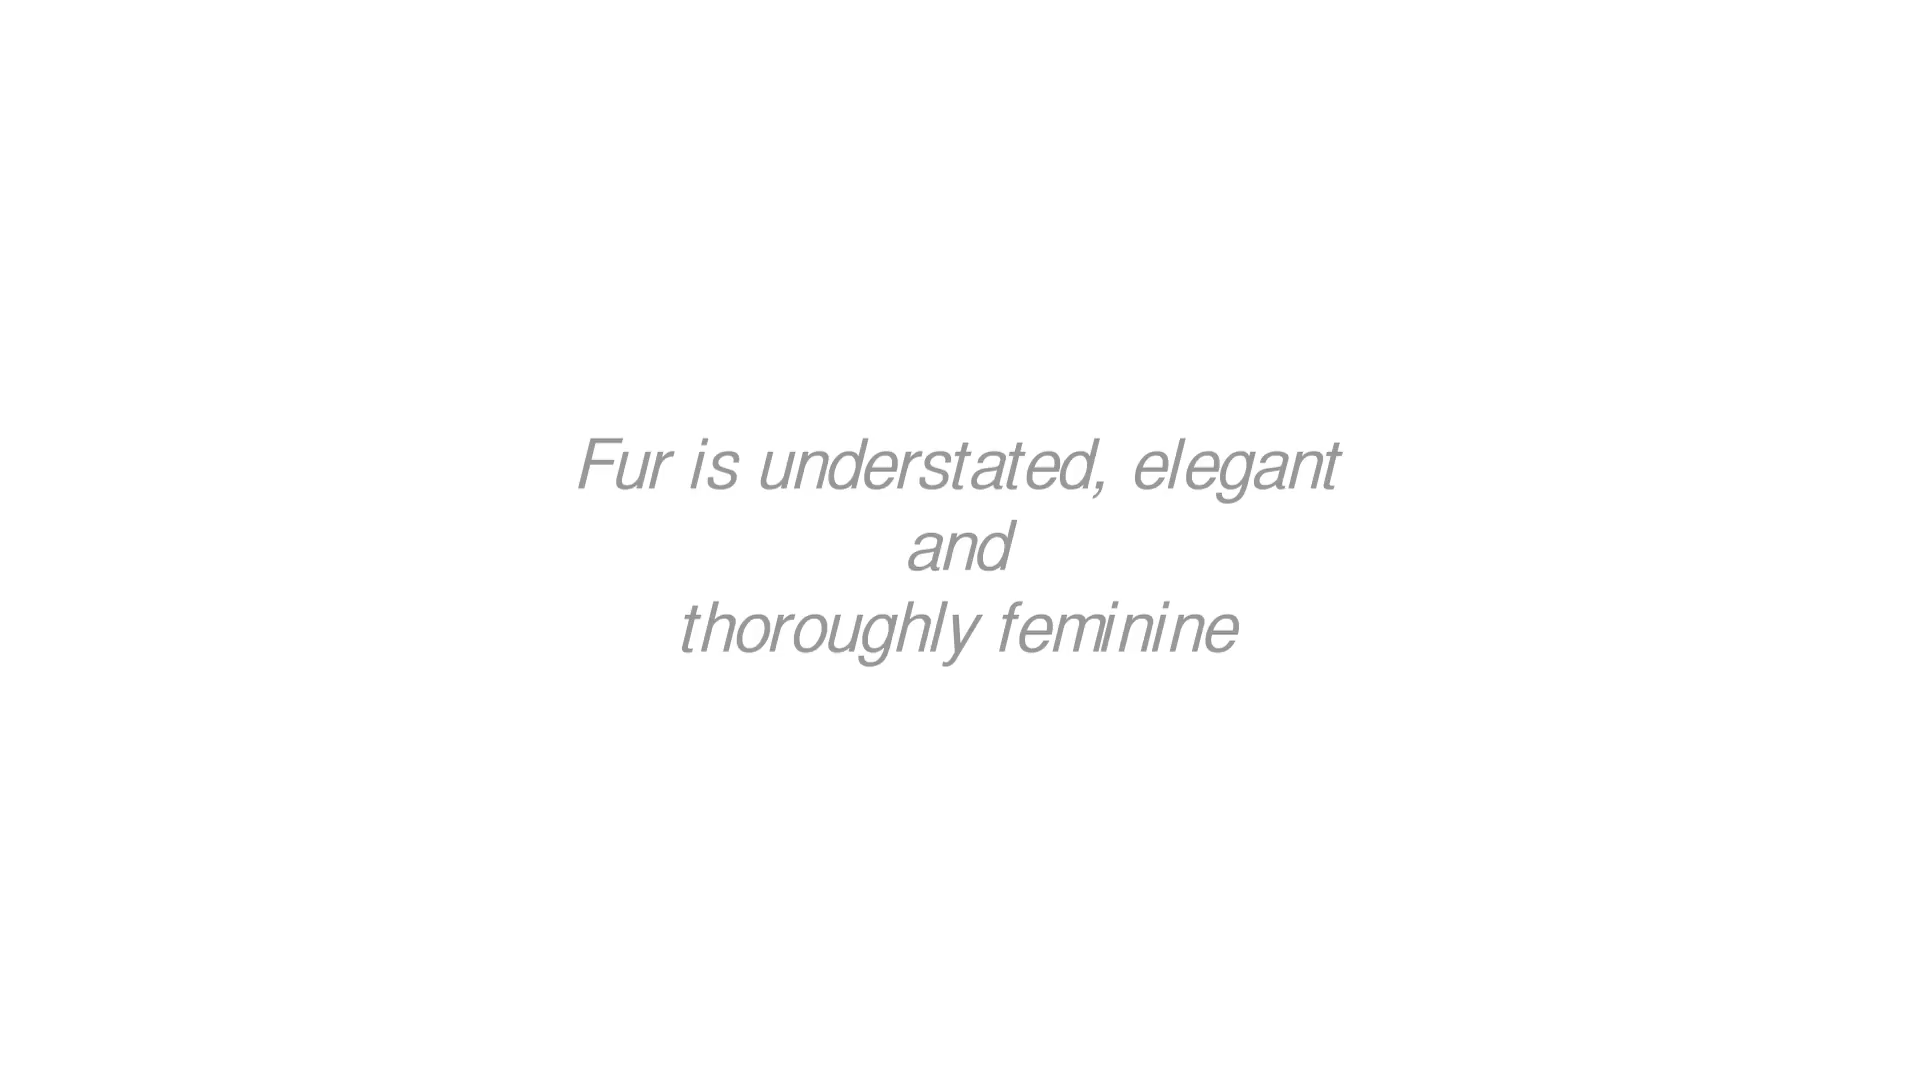 Fur is understated, elegant
and
thoroughly feminine